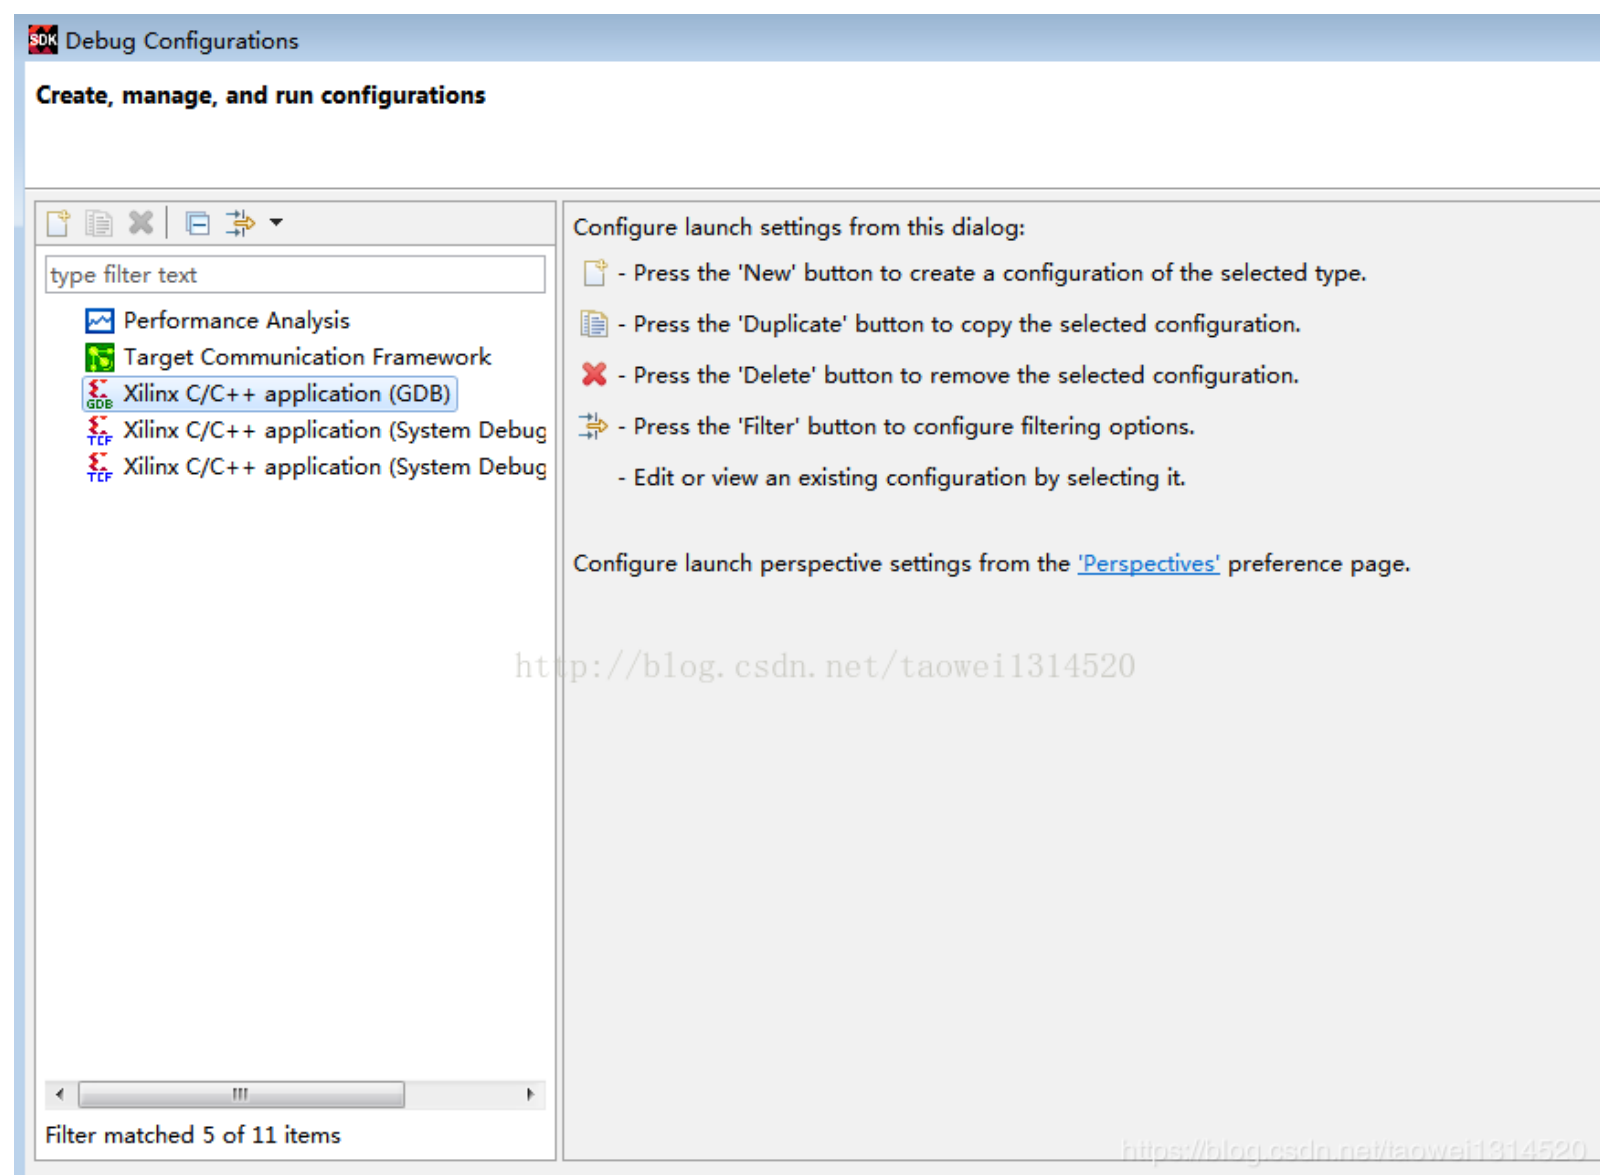 SDK Debug Configurations
Create, manage, and run configurations
type filter text
Performance Analysis
Target Communication Framework
GDB Xilinx C/C++ application (GDB)
TCF Xilinx C/C++ application (System Debug
TCF Xilinx C/C++ application (System Debug
Filter matched 5 of 11 items
Configure launch settings from this dialog:
- Press the 'New' button to create a configuration of the selected type.
- Press the 'Duplicate' button to copy the selected configuration.
- Press the 'Delete' button to remove the selected configuration.
- Press the 'Filter' button to configure filtering options.
- Edit or view an existing configuration by selecting it.
Configure launch perspective settings from the 'Perspectives' preference page.
http://blog.csdn.net/taowei1314520
https://blog.csdn.net/taowei1314520